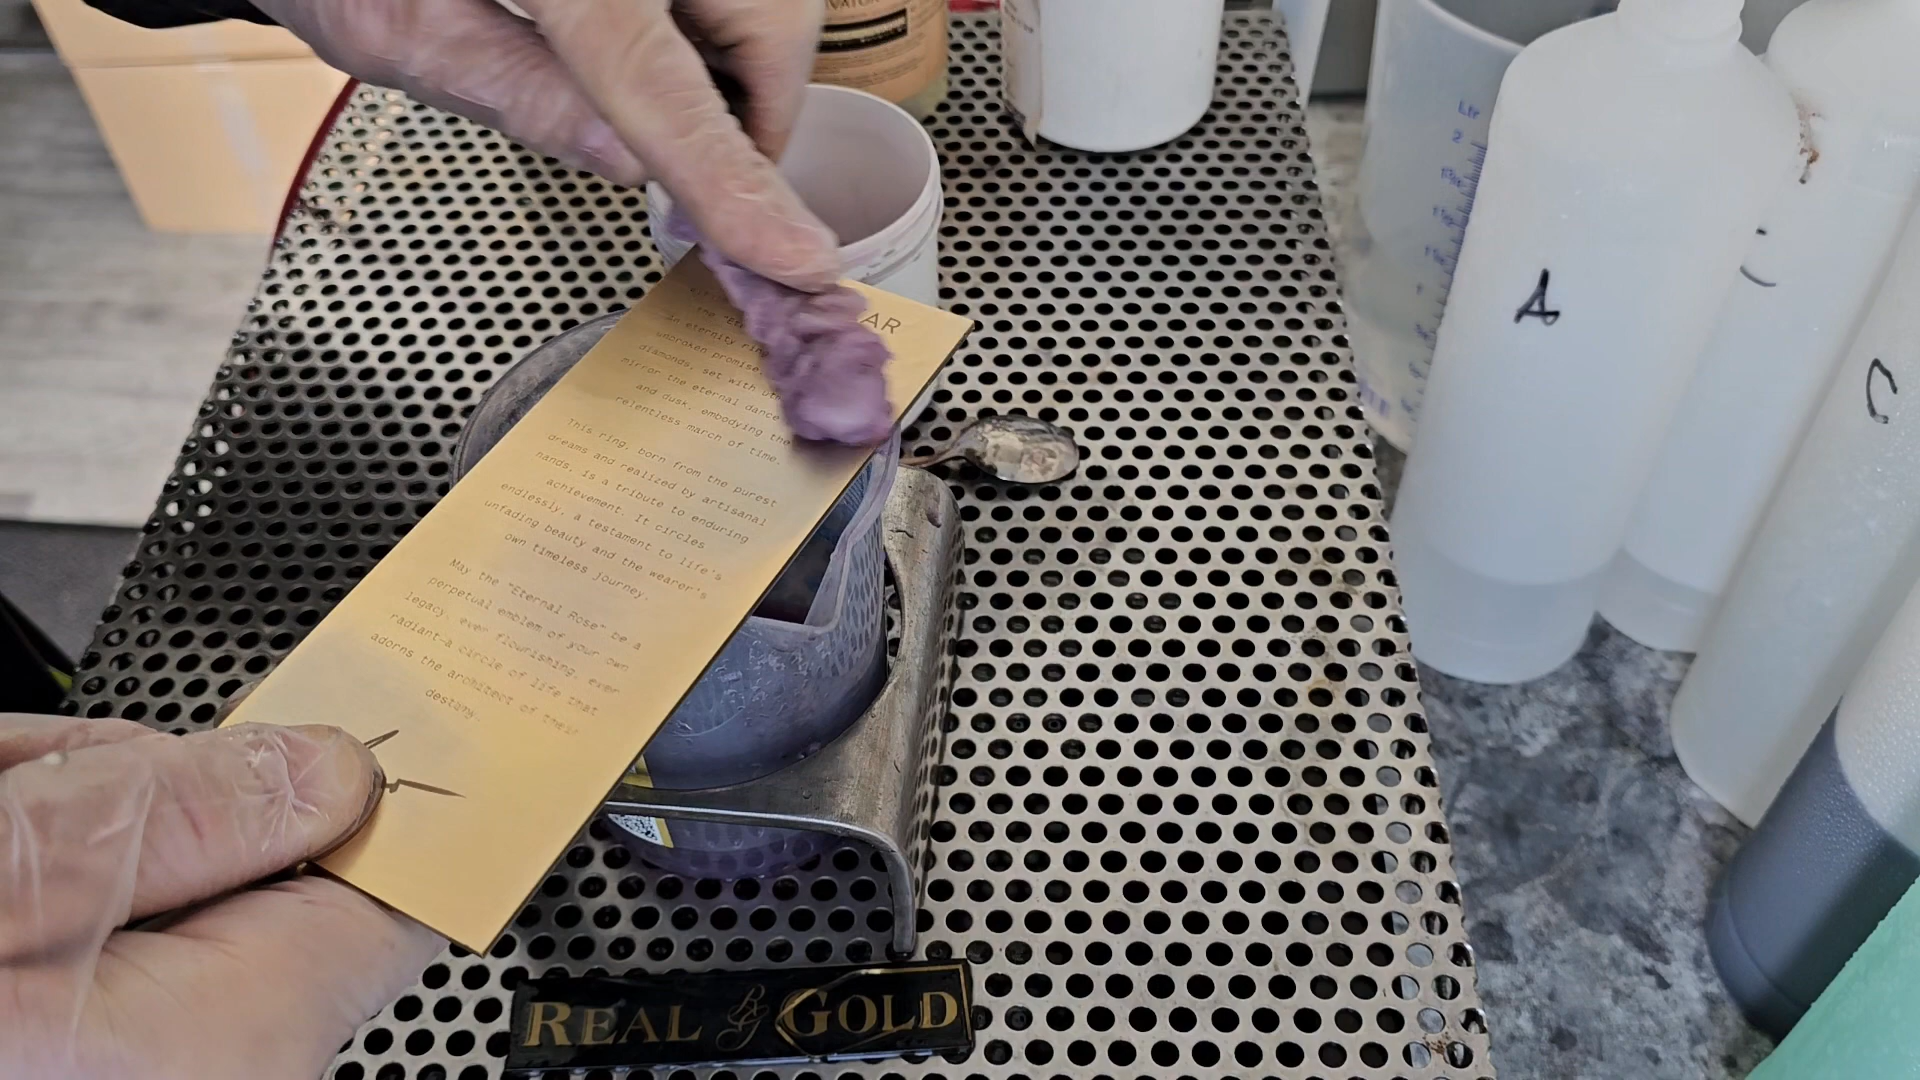 AR
in eternity ring
unbroken promise
diamonds, set with
mirror the eternal dance
and dusk, embodying the
relentless march of time.
This ring, born from the purest
dreams and realized by artisanal
hands, is a tribute to enduring
achievement. It circles
endlessly, a testament to life's
unfading beauty and the wearer's
own timeless journey.
May the "Eternal Rose" be a
perpetual emblem of your own
legacy, ever flourishing, ever
radiant—a circle of life that
adorns the architect of their
destiny.
REAL GOLD
A
C